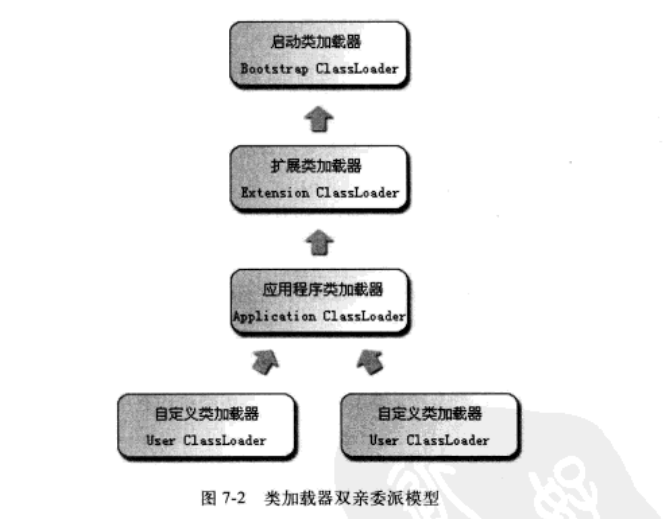 启动类加载器
Bootstrap ClassLoader
扩展类加载器
Extension ClassLoader
应用程序类加载器
Application ClassLoader
自定义类加载器
User ClassLoader
自定义类加载器
User ClassLoader
图 7-2 类加载器双亲委派模型